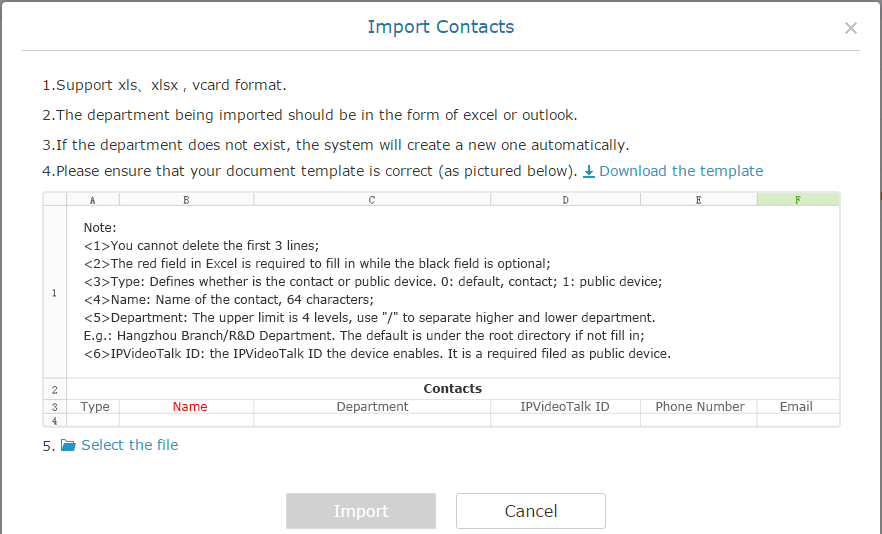 Import Contacts
×
1.Support xls、xlsx , vcard format.
2.The department being imported should be in the form of excel or outlook.
3.If the department does not exist, the system will create a new one automatically.
4.Please ensure that your document template is correct (as pictured below). Download the template
A B C D E F
1
Note:
<1>You cannot delete the first 3 lines;
<2>The red field in Excel is required to fill in while the black field is optional;
<3>Type: Defines whether is the contact or public device. 0: default, contact; 1: public device;
<4>Name: Name of the contact, 64 characters;
<5>Department: The upper limit is 4 levels, use "/" to separate higher and lower department.
E.g.: Hangzhou Branch/R&D Department. The default is under the root directory if not fill in;
<6>IPVideoTalk ID: the IPVideoTalk ID the device enables. It is a required filed as public device.
2 Contacts
3 Type Name Department IPVideoTalk ID Phone Number Email
4
5. Select the file
Import Cancel